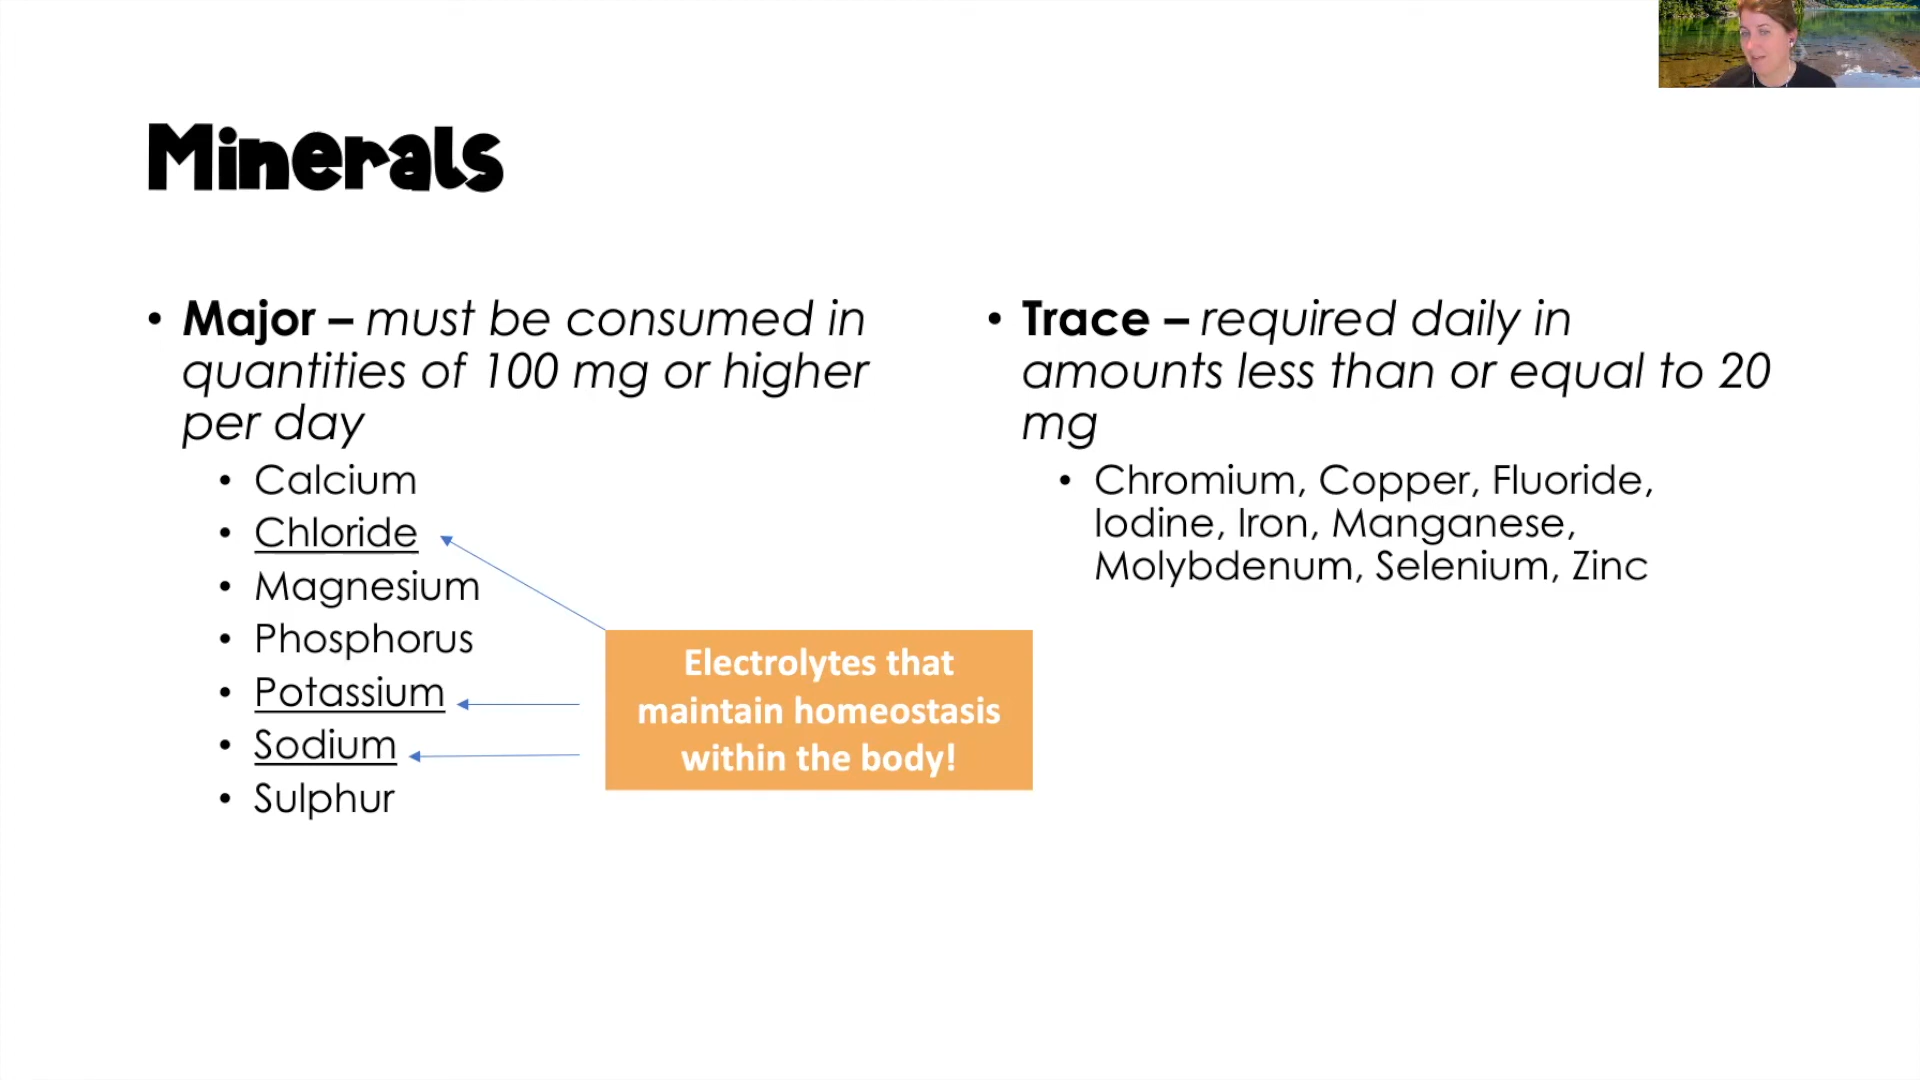 Minerals
• Major – must be consumed in
quantities of 100 mg or higher
per day
• Calcium
• Chloride
• Magnesium
• Phosphorus
• Potassium
• Sodium
• Sulphur
Electrolytes that
maintain homeostasis
within the body!
• Trace – required daily in
amounts less than or equal to 20
mg
• Chromium, Copper, Fluoride,
Iodine, Iron, Manganese,
Molybdenum, Selenium, Zinc